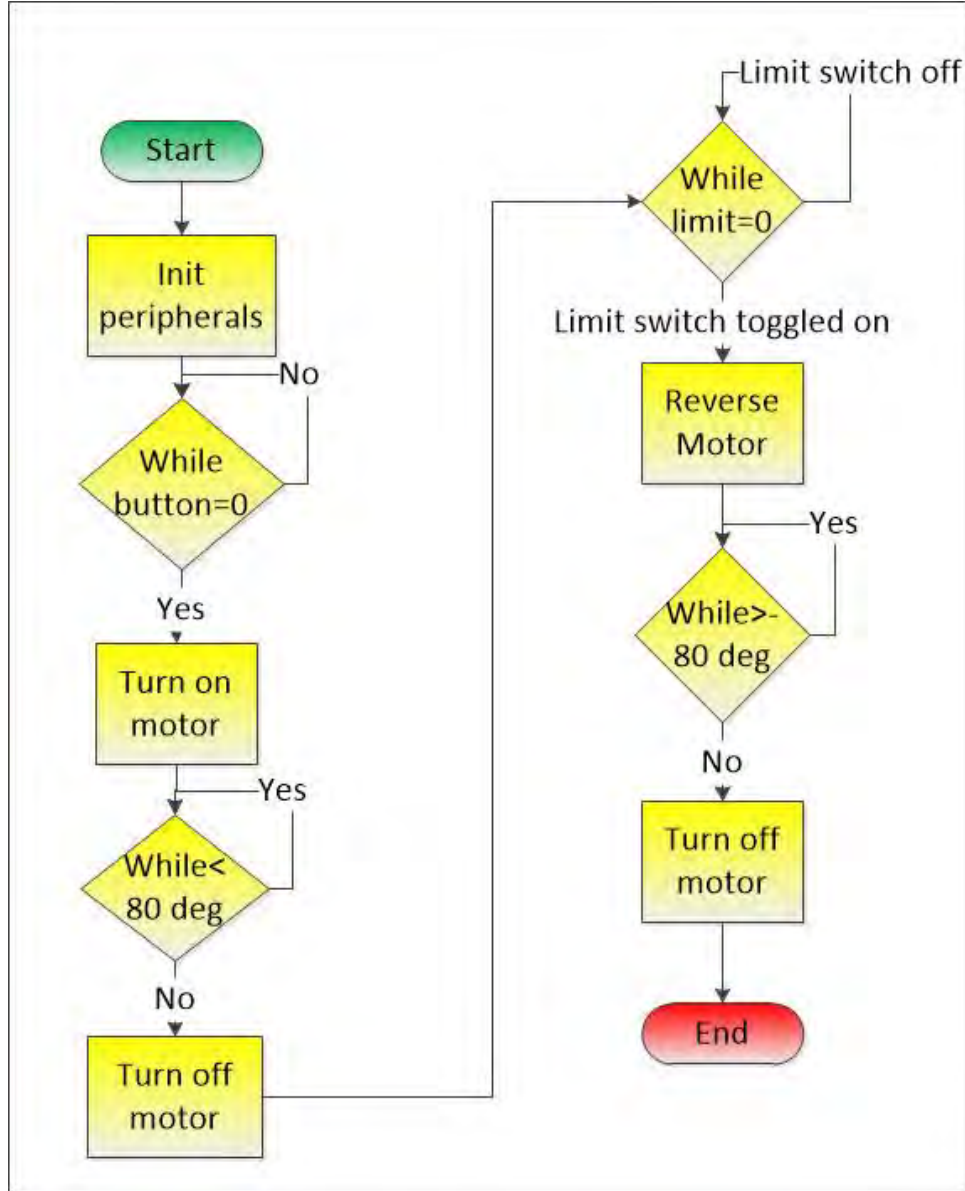 Start
Init
peripherals
No
While
button=0
Yes
Turn on
motor
Yes
While<
80 deg
No
Turn off
motor
Limit switch off
While
limit=0
Limit switch toggled on
Reverse
Motor
Yes
While>-
80 deg
No
Turn off
motor
End